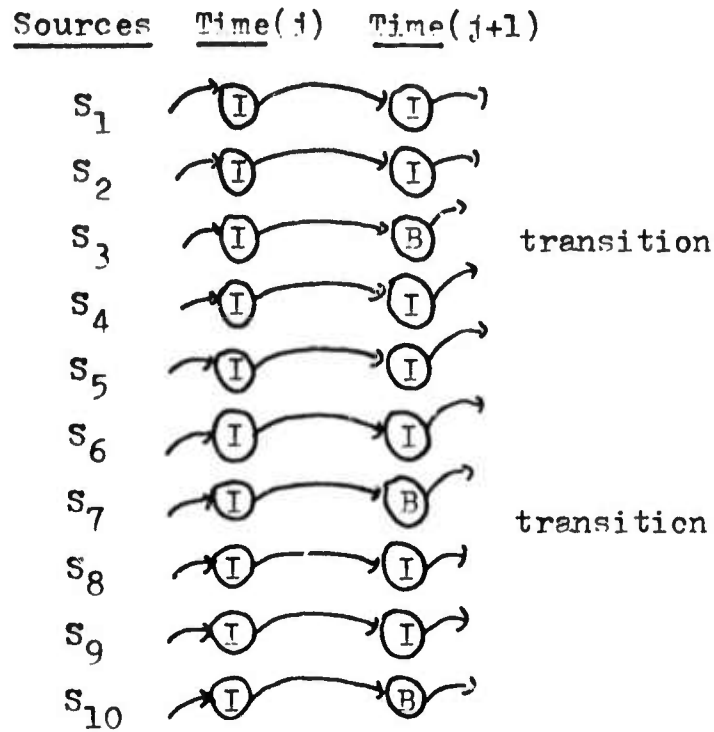 Sources Time(j) Time(j+1)
S1 I I
S2 I I
S3 I B transition
S4 I I
S5 I I
S6 I I
S7 I B transition
S8 I I
S9 I I
S10 I B